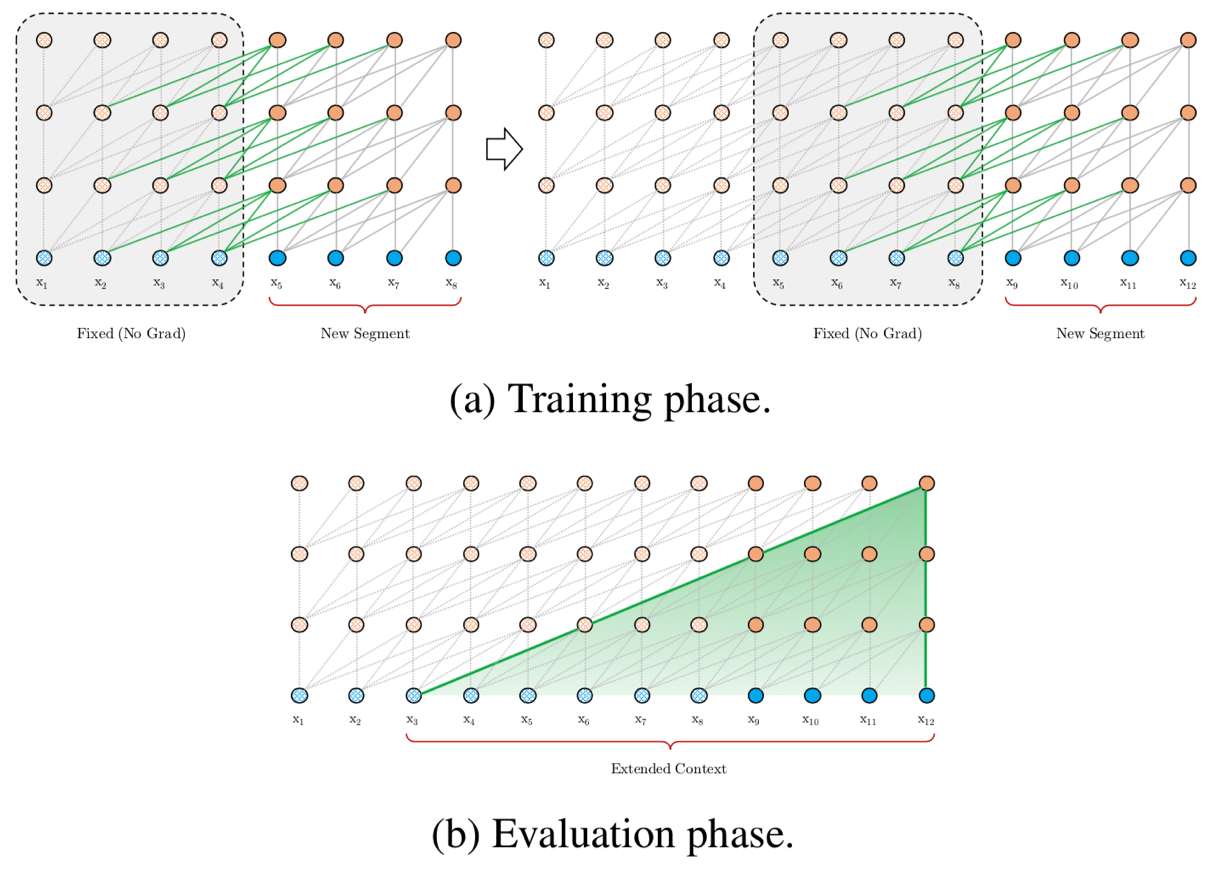 x₁ x₂ x₃ x₄ x₅ x₆ x₇ x₈ x₁ x₂ x₃ x₄ x₅ x₆ x₇ x₈ x₉ x₁₀ x₁₁ x₁₂
Fixed (No Grad) New Segment Fixed (No Grad) New Segment
(a) Training phase.
x₁ x₂ x₃ x₄ x₅ x₆ x₇ x₈ x₉ x₁₀ x₁₁ x₁₂
Extended Context
(b) Evaluation phase.